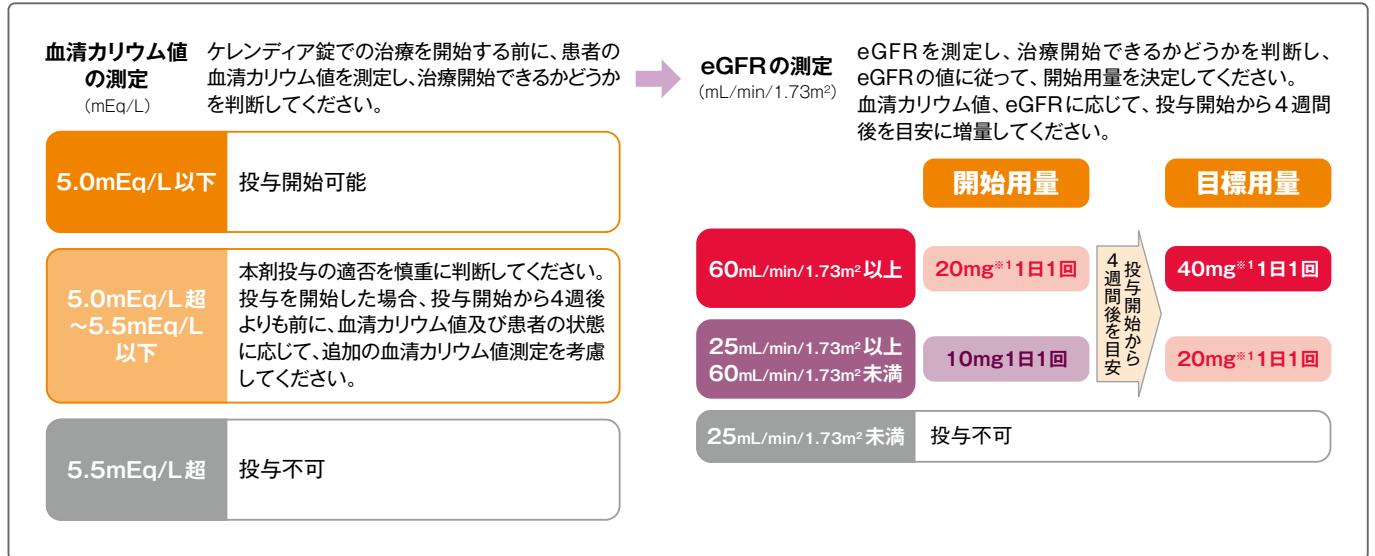 血清カリウム値
の測定
(mEq/L)
ケレンディア錠での治療を開始する前に、患者の
血清カリウム値を測定し、治療開始できるかどうか
を判断してください。
5.0mEq/L以下
投与開始可能
5.0mEq/L超
～5.5mEq/L
以下
本剤投与の適否を慎重に判断してください。
投与を開始した場合、投与開始から4週後
よりも前に、血清カリウム値及び患者の状態
に応じて、追加の血清カリウム値測定を考慮
してください。
5.5mEq/L超
投与不可
eGFRの測定
(mL/min/1.73m²)
eGFRを測定し、治療開始できるかどうかを判断し、
eGFRの値に従って、開始用量を決定してください。
血清カリウム値、eGFRに応じて、投与開始から4週間
後を目安に増量してください。
開始用量
目標用量
60mL/min/1.73m²以上
20mg※1 1日1回
投与開始から
4週間後を目安
40mg※1 1日1回
25mL/min/1.73m²以上
60mL/min/1.73m²未満
10mg1日1回
20mg※1 1日1回
25mL/min/1.73m²未満
投与不可